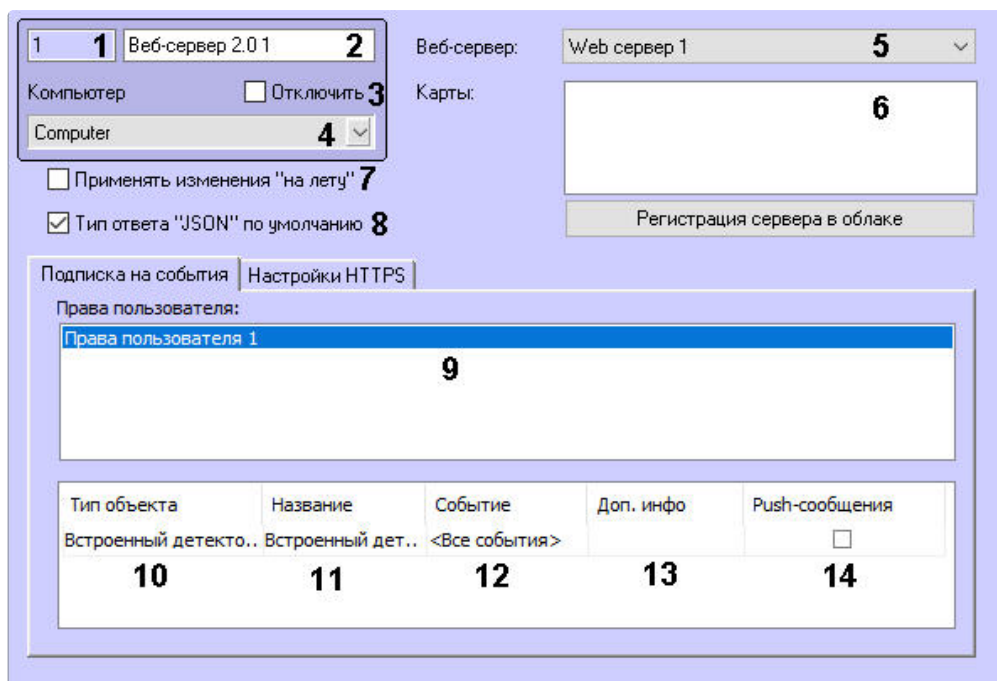 1 1 Веб-сервер 2.0 1 2 Веб-сервер: Web сервер 1 5
Компьютер Отключить 3 Карты: 6
Computer 4
Применять изменения "на лету" 7
Тип ответа "JSON" по умолчанию 8 Регистрация сервера в облаке
Подписка на события Настройки HTTPS
Права пользователя:
Права пользователя 1
9
Тип объекта Название Событие Доп. инфо Push-сообщения
Встроенный детекто.. Встроенный дет.. <Все события>
10 11 12 13 14